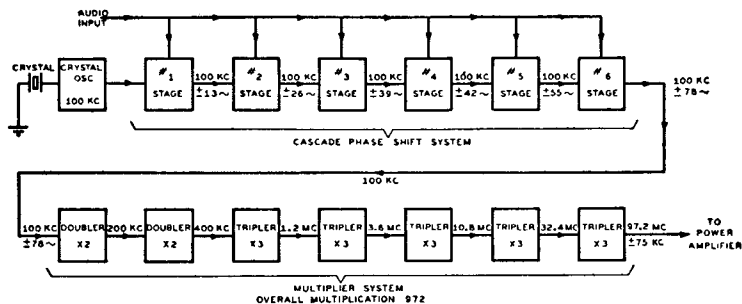 AUDIO
INPUT
CRYSTAL
CRYSTAL
OSC
100 KC
#1
STAGE
100 KC
±13~
#2
STAGE
100 KC
±26~
#3
STAGE
100 KC
±39~
#4
STAGE
100 KC
±42~
#5
STAGE
100 KC
±55~
#6
STAGE
100 KC
±78~
CASCADE PHASE SHIFT SYSTEM
100 KC
100 KC
±78~
DOUBLER
X2
200 KC
DOUBLER
X2
400 KC
TRIPLER
X3
1.2 MC
TRIPLER
X3
3.6 MC
TRIPLER
X3
10.8 MC
TRIPLER
X3
32.4 MC
TRIPLER
X3
97.2 MC
±75 KC
TO
POWER
AMPLIFIER
MULTIPLIER SYSTEM
OVERALL MULTIPLICATION 972